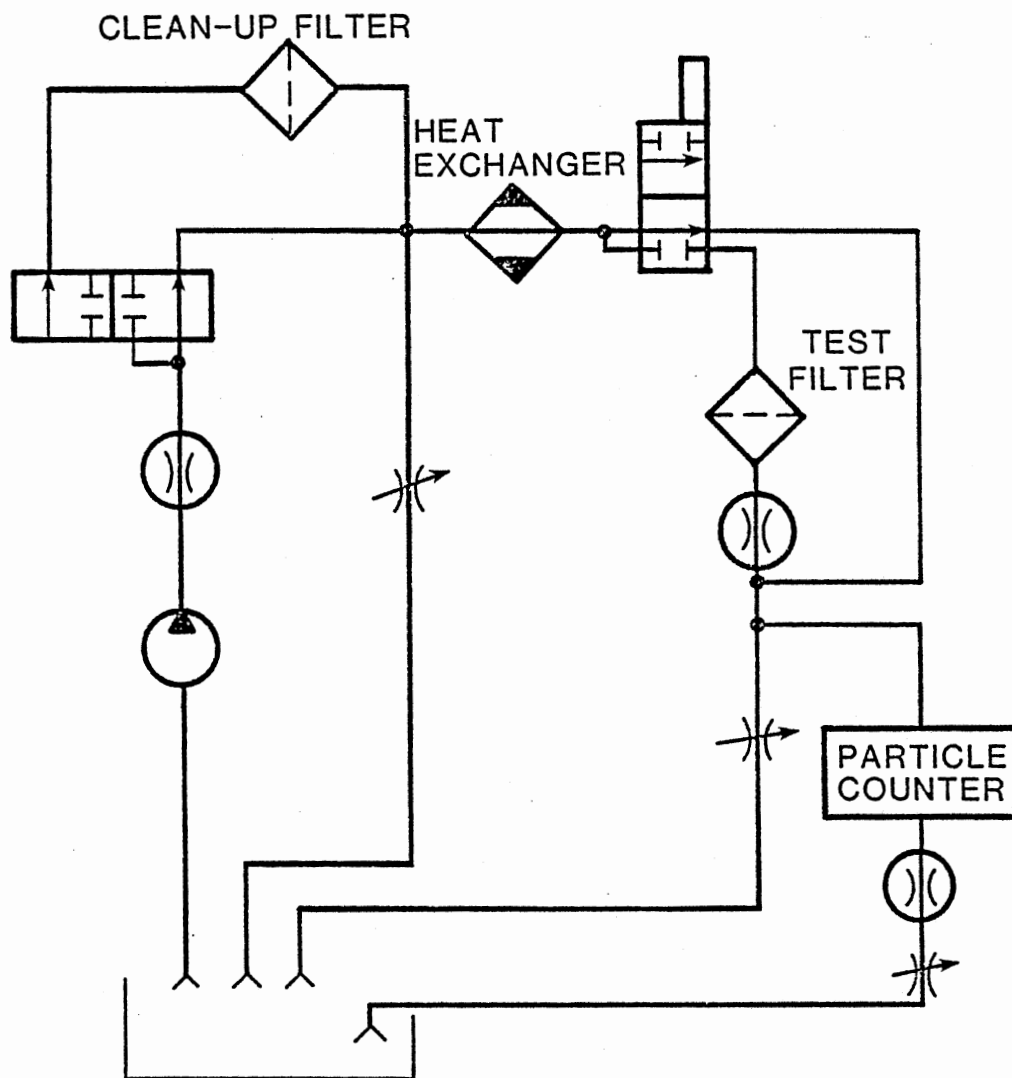 CLEAN-UP FILTER
HEAT
EXCHANGER
TEST
FILTER
PARTICLE
COUNTER